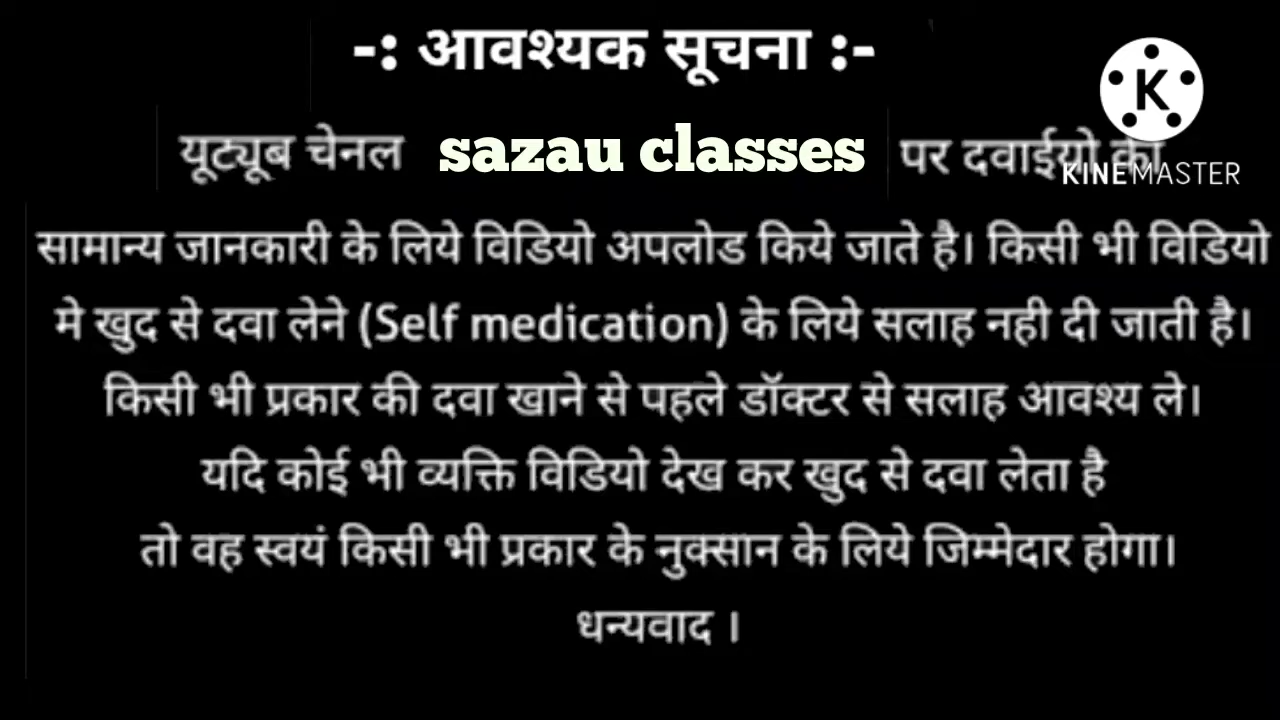 -: आवश्यक सूचना :-
यूट्यूब चेनल sazau classes पर दवाईयो की
सामान्य जानकारी के लिये विडियो अपलोड किये जाते है। किसी भी विडियो
मे खुद से दवा लेने (Self medication) के लिये सलाह नही दी जाती है।
किसी भी प्रकार की दवा खाने से पहले डॉक्टर से सलाह आवश्य ले।
यदि कोई भी व्यक्ति विडियो देख कर खुद से दवा लेता है
तो वह स्वयं किसी भी प्रकार के नुक्सान के लिये जिम्मेदार होगा।
धन्यवाद ।
K
KINEMASTER